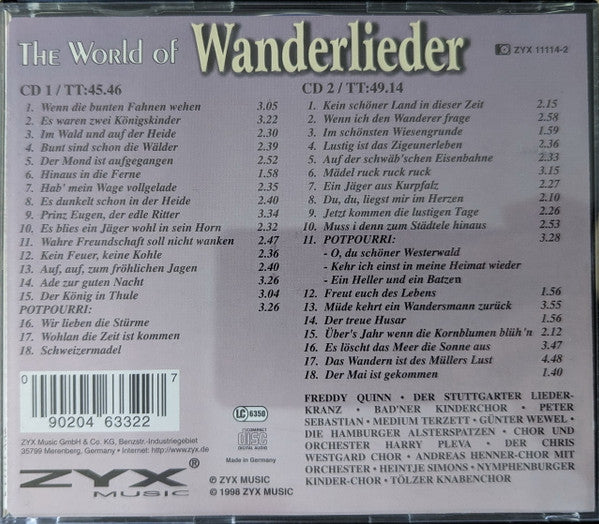 THE WORLD OF Wanderlieder
ZYX 11114-2
CD 1 / TT:45.46
1. Wenn die bunten Fahnen wehen 3.05
2. Es waren zwei Königskinder 3.22
3. Im Wald und auf der Heide 2.30
4. Bunt sind schon die Wälder 2.39
5. Der Mond ist aufgegangen 2.52
6. Hinaus in die Ferne 1.58
7. Hab' mein Wage vollgelade 2.35
8. Es dunkelt schon in der Heide 2.40
9. Prinz Eugen, der edle Ritter 3.34
10. Es blies ein Jäger wohl in sein Horn 2.32
11. Wahre Freundschaft soll nicht wanken 2.47
12. Kein Feuer, keine Kohle 2.36
13. Auf, auf, zum fröhlichen Jagen 2.40
14. Ade zur guten Nacht 3.26
15. Der König in Thule 3.04
POTPOURRI: 3.26
16. Wir lieben die Stürme
17. Wohlan die Zeit ist kommen
18. Schweizermadel
CD 2 / TT:49.14
1. Kein schöner Land in dieser Zeit 2.15
2. Wenn ich den Wanderer frage 2.58
3. Im schönsten Wiesengrunde 1.59
4. Lustig ist das Zigeunerleben 2.36
5. Auf der schwäb'schen Eisenbahne 2.33
6. Mädel ruck ruck ruck 3.15
7. Ein Jäger aus Kurpfalz 2.27
8. Du, du, liegst mir im Herzen 2.10
9. Jetzt kommen die lustigen Tage 2.26
10. Muss i denn zum Städtele hinaus 2.53
11. POTPOURRI: 3.28
- O, du schöner Westerwald
- Kehr ich einst in meine Heimat wieder
- Ein Heller und ein Batzen
12. Freut euch des Lebens 1.56
13. Müde kehrt ein Wandersmann zurück 3.55
14. Der treue Husar 1.56
15. Über's Jahr wenn die Kornblumen blüh'n 2.12
16. Es löscht das Meer die Sonne aus 3.47
17. Das Wandern ist des Müllers Lust 4.48
18. Der Mai ist gekommen 1.40
FREDDY QUINN · DER STUTTGARTER LIEDER-
KRANZ · BAD'NER KINDERCHOR · PETER
SEBASTIAN · MEDIUM TERZETT · GÜNTER WEWEL ·
DIE HAMBURGER ALSTERSPATZEN · CHOR UND
ORCHESTER HARRY PLEVA · DER CHRIS
WESTGARD CHOR · ANDREAS HENNER-CHOR MIT
ORCHESTER · HEINTJE SIMONS · NYMPHENBURGER
KINDER-CHOR · TÖLZER KNABENCHOR
0 90204 63322 7
LC 6350
COMPACT
disc
DIGITAL AUDIO
ZYX Music GmbH & Co. KG, Benzstr.-Industriegebiet
35799 Merenberg, Germany • Internet: http://www.zyx.de
Made in Germany
ZYX ®
MUSIC
℗ ZYX MUSIC
© 1998 ZYX MUSIC